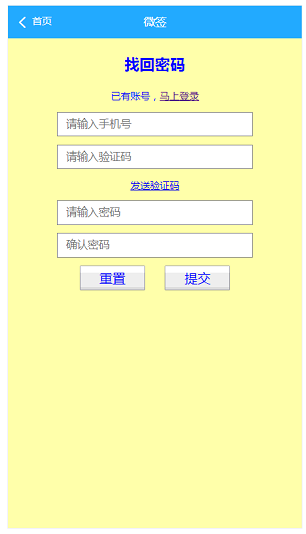 首页 微签
找回密码
已有账号，马上登录
请输入手机号
请输入验证码
发送验证码
请输入密码
确认密码
重置 提交